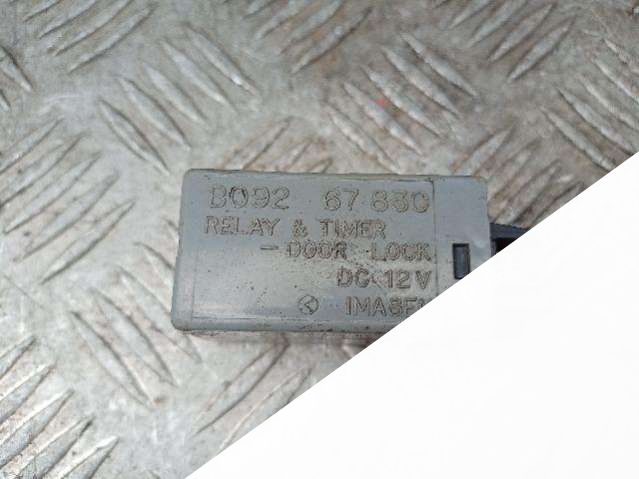 B092 67 830
RELAY & TIMER
-DOOR LOCK
DC-12V